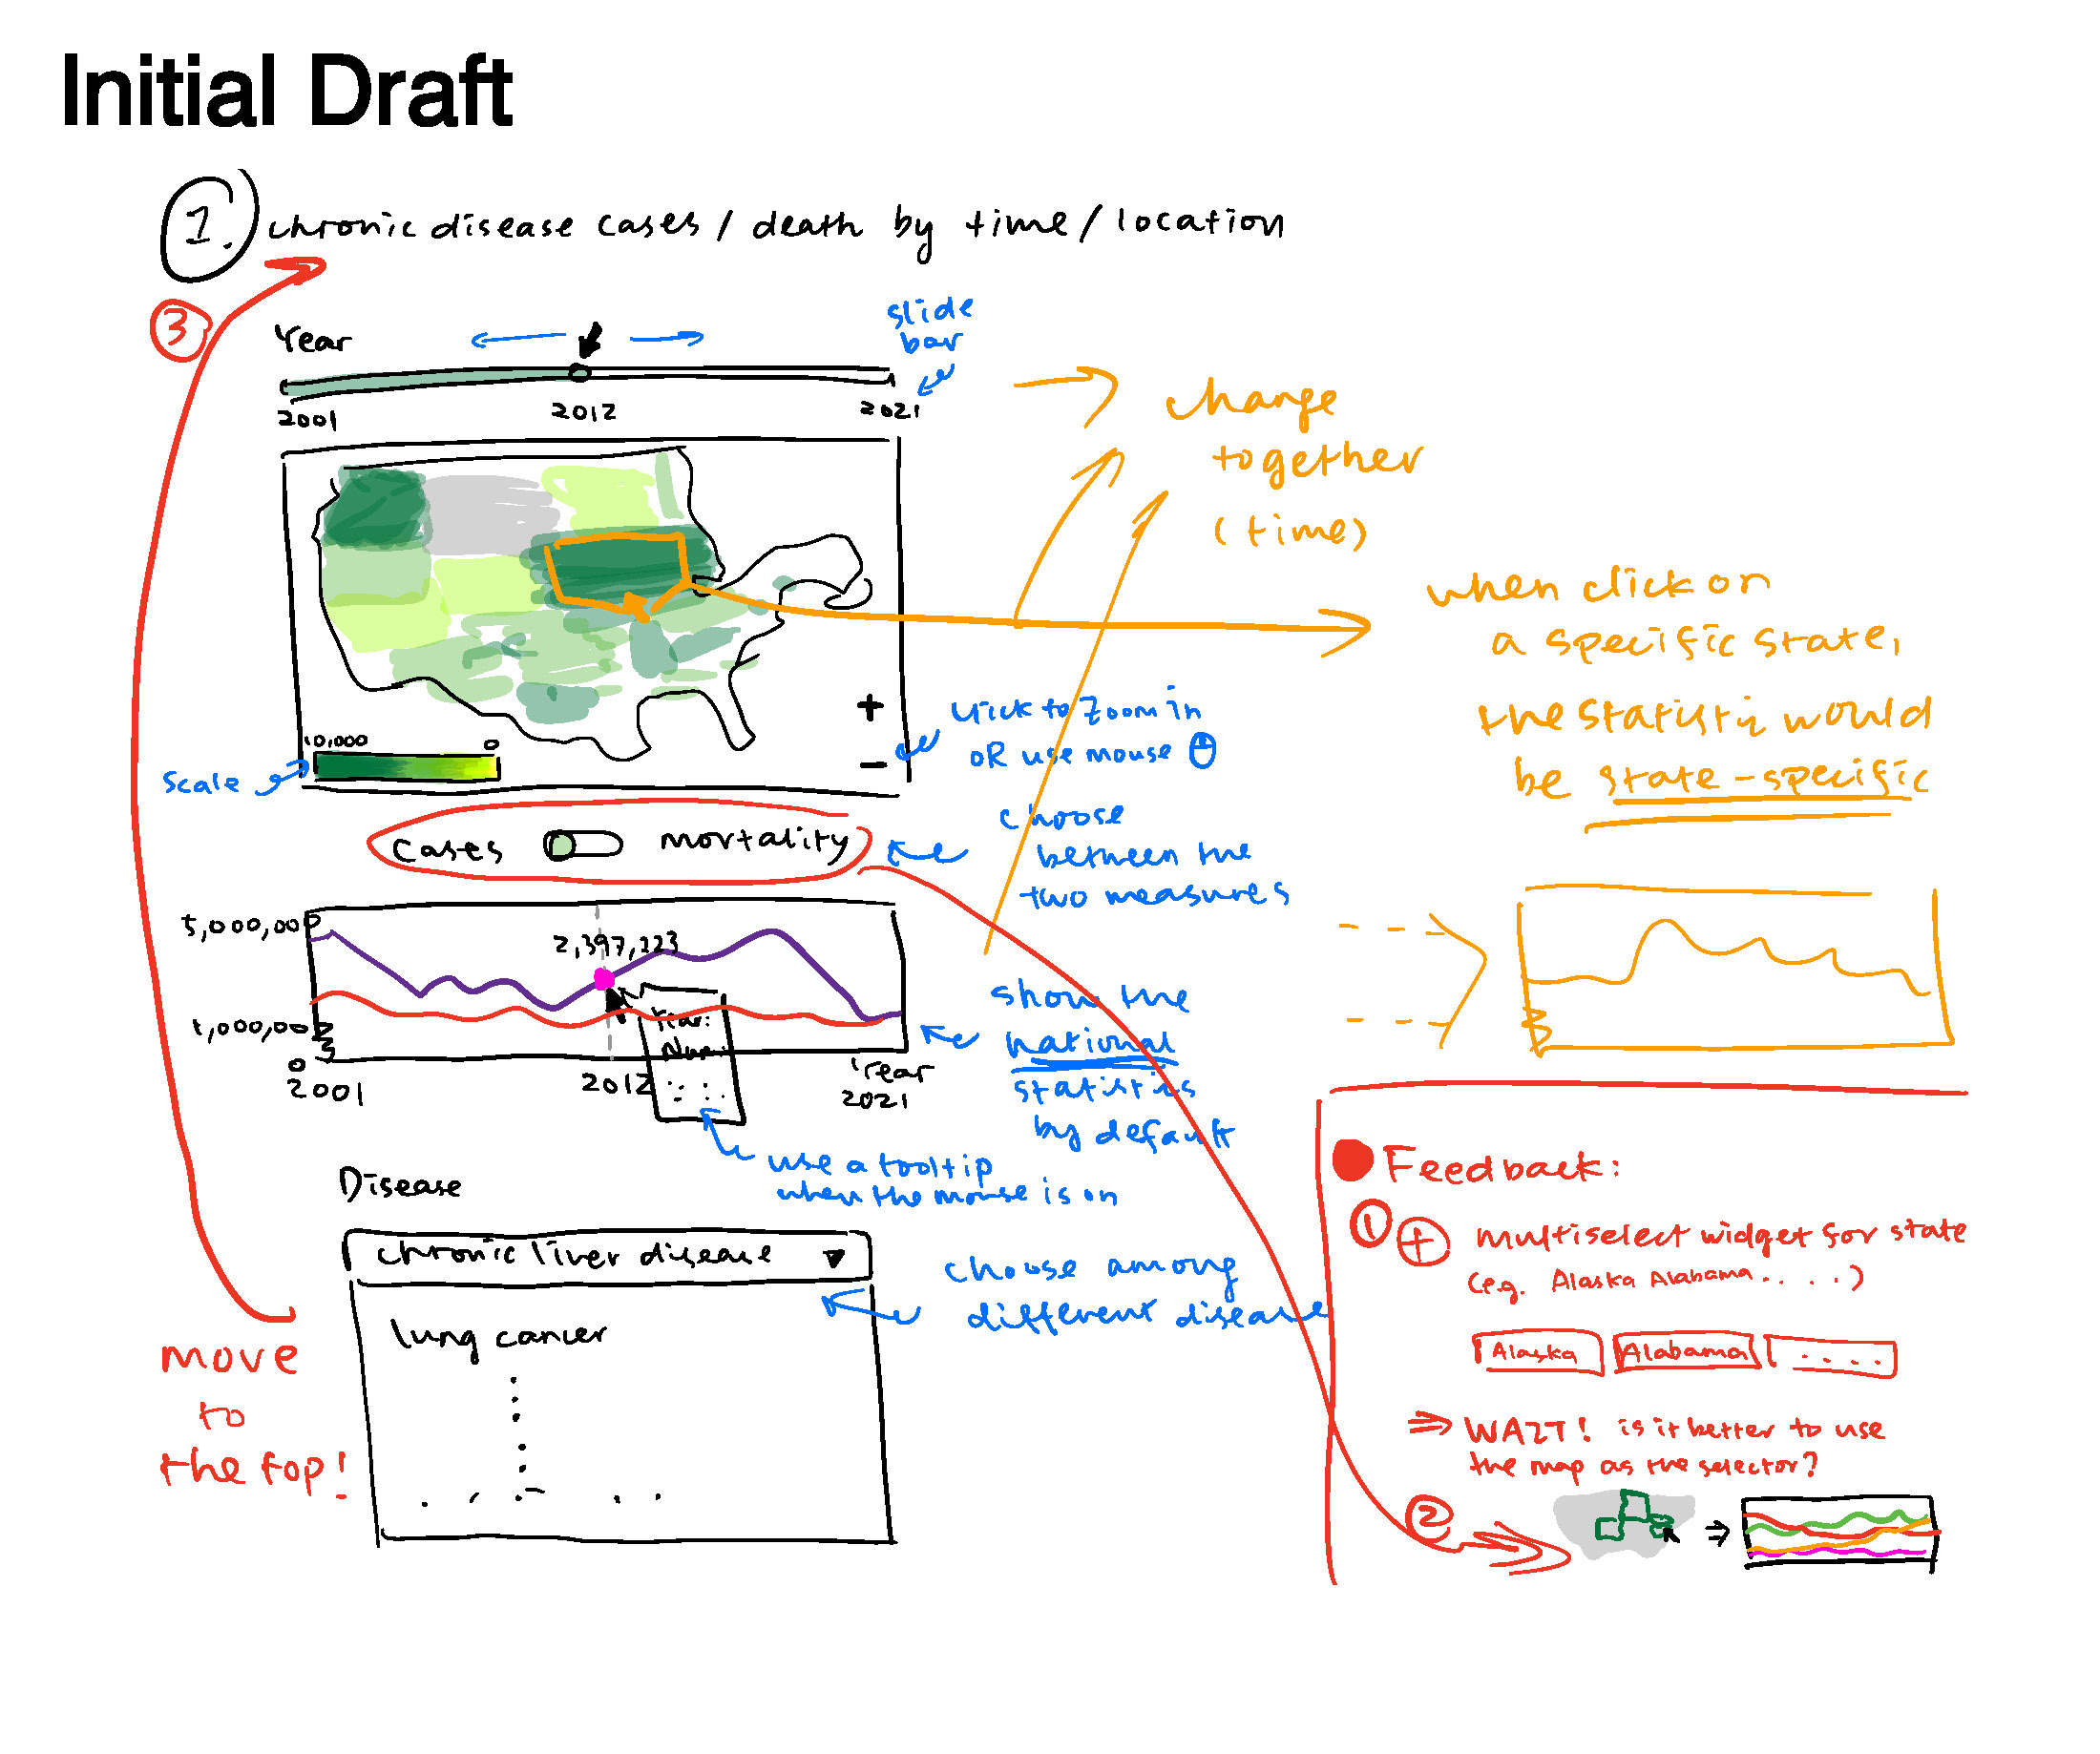 Initial Draft
1. chronic disease cases / death by time / location
3
Year
slide
bar
2001
2012
2021
change
together
(time)
when click on
a specific state,
the statistic would
be state-specific
+
-
click to zoom in
OR use mouse
10,000
0
scale
cases
mortality
choose
between the
two measures
5,000,000
2,397,223
1,000,000
0
2001
2012
Year
2021
Year:
Num:
show the
national
statistics
by default
use a tooltip
when the mouse is on
Disease
chronic liver disease
lung cancer
choose among
different disease
move
to
the top!
Feedback:
1 + multiselect widget for state
(e.g. Alaska Alabama.....)
Alaska
Alabama
....
⇒ WAIT! is it better to use
the map as the selector?
2